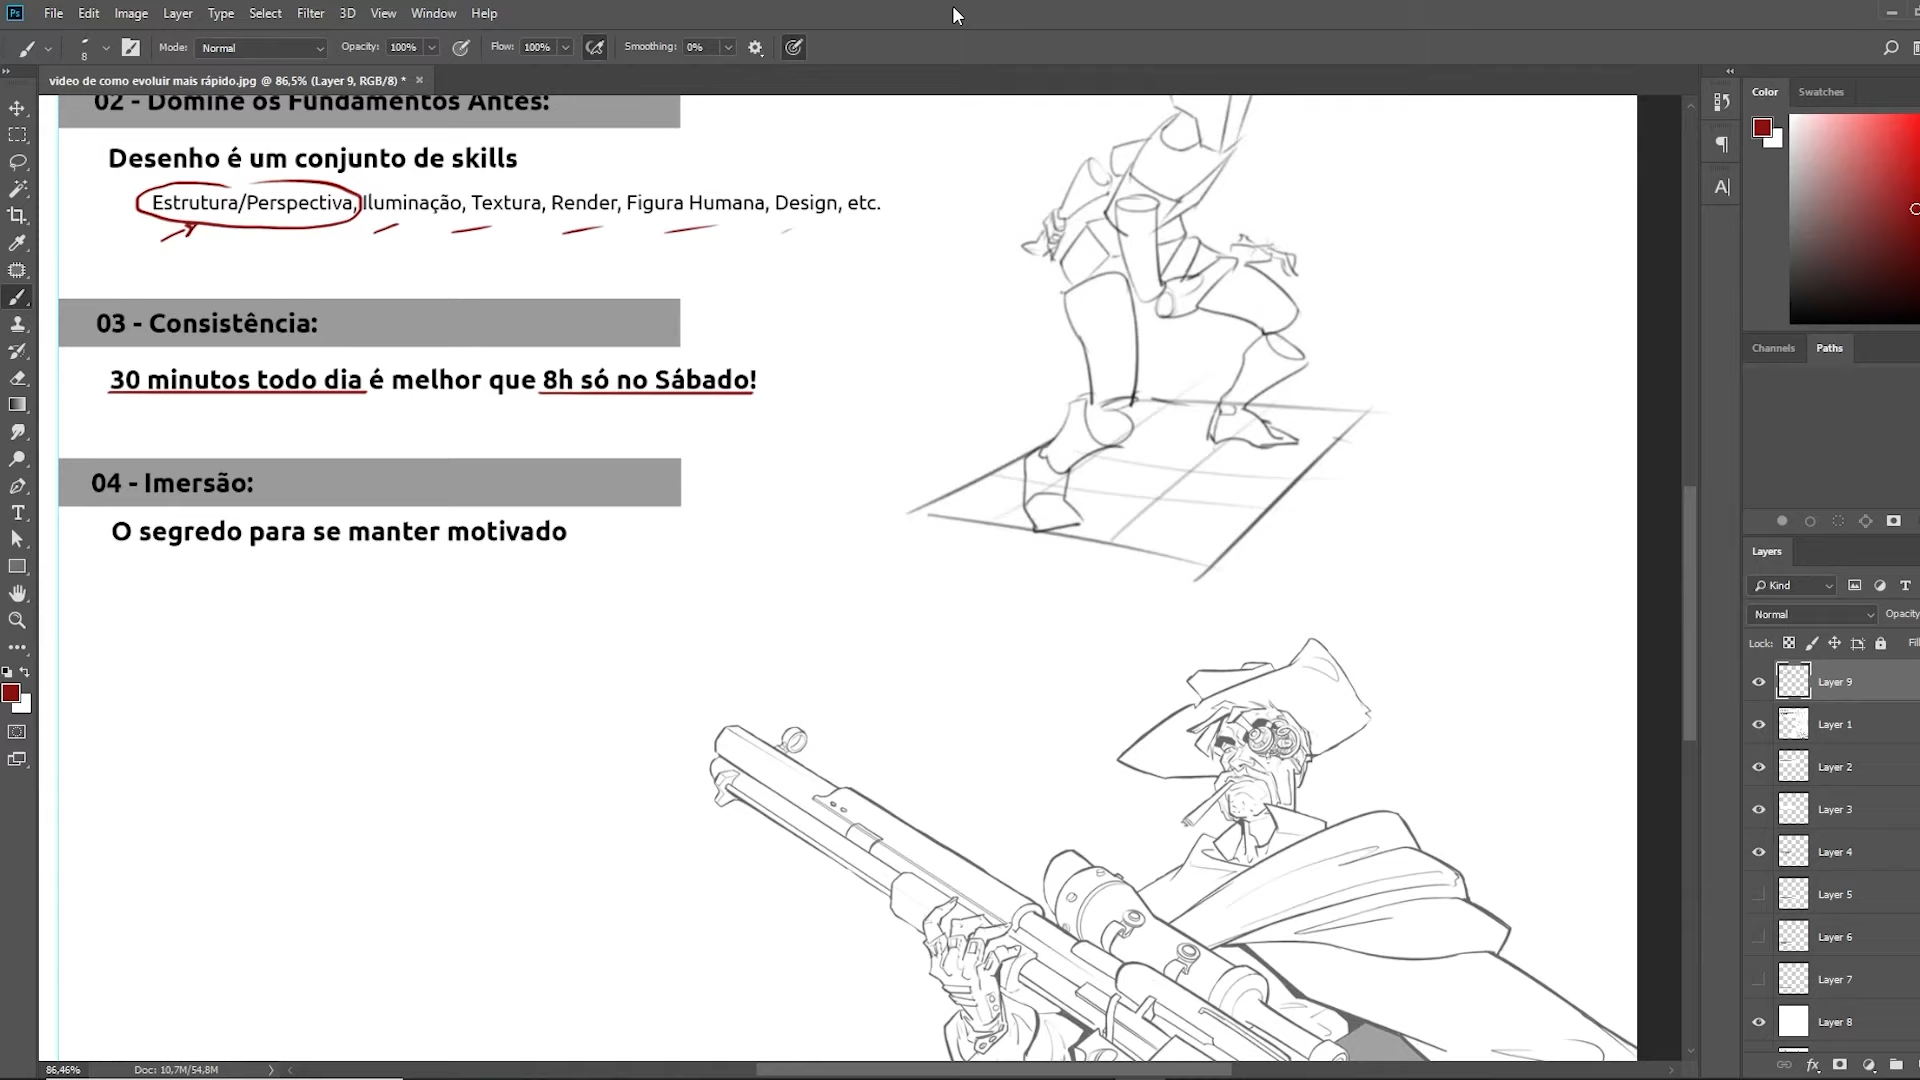 Ps File Edit Image Layer Type Select Filter 3D View Window Help
8 Mode: Normal Opacity: 100% Flow: 100% Smoothing: 0%
video de como evoluir mais rápido.jpg @ 86,5% (Layer 9, RGB/8) *
Color Swatches
02 - Domine os Fundamentos Antes:
Desenho é um conjunto de skills
Estrutura/Perspectiva, Iluminação, Textura, Render, Figura Humana, Design, etc.
03 - Consistência:
30 minutos todo dia é melhor que 8h só no Sábado!
04 - Imersão:
O segredo para se manter motivado
Channels Paths
Layers
Kind
Normal Opacity
Lock:
Layer 9
Layer 1
Layer 2
Layer 3
Layer 4
Layer 5
Layer 6
Layer 7
Layer 8
86,46% Doc: 10,7M/54,8M